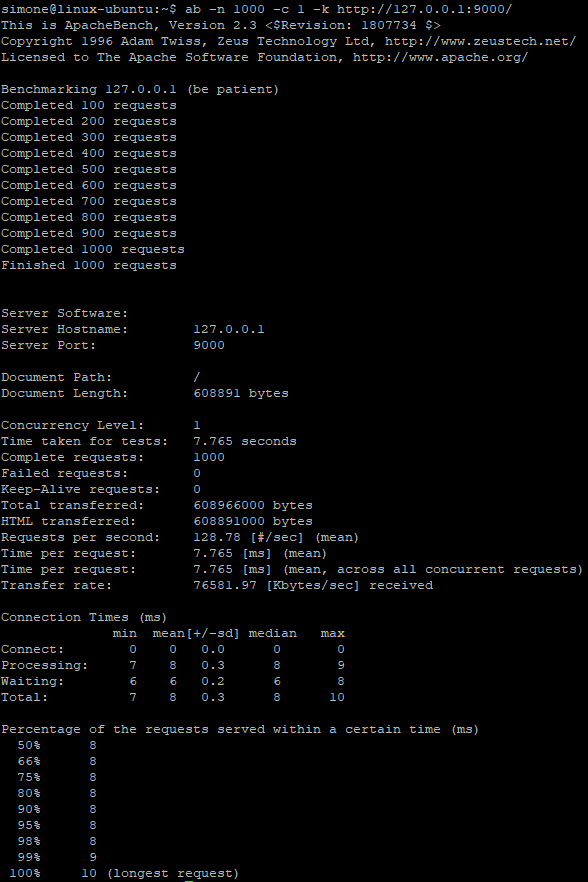 simone@linux-ubuntu:~$ ab -n 1000 -c 1 -k http://127.0.0.1:9000/
This is ApacheBench, Version 2.3 <$Revision: 1807734 $>
Copyright 1996 Adam Twiss, Zeus Technology Ltd, http://www.zeustech.net/
Licensed to The Apache Software Foundation, http://www.apache.org/

Benchmarking 127.0.0.1 (be patient)
Completed 100 requests
Completed 200 requests
Completed 300 requests
Completed 400 requests
Completed 500 requests
Completed 600 requests
Completed 700 requests
Completed 800 requests
Completed 900 requests
Completed 1000 requests
Finished 1000 requests


Server Software:
Server Hostname:        127.0.0.1
Server Port:            9000

Document Path:          /
Document Length:        608891 bytes

Concurrency Level:      1
Time taken for tests:   7.765 seconds
Complete requests:      1000
Failed requests:        0
Keep-Alive requests:    0
Total transferred:      608966000 bytes
HTML transferred:       608891000 bytes
Requests per second:    128.78 [#/sec] (mean)
Time per request:       7.765 [ms] (mean)
Time per request:       7.765 [ms] (mean, across all concurrent requests)
Transfer rate:          76581.97 [Kbytes/sec] received

Connection Times (ms)
              min  mean[+/-sd] median   max
Connect:        0    0   0.0      0       0
Processing:     7    8   0.3      8       9
Waiting:        6    6   0.2      6       8
Total:          7    8   0.3      8      10

Percentage of the requests served within a certain time (ms)
  50%      8
  66%      8
  75%      8
  80%      8
  90%      8
  95%      8
  98%      8
  99%      9
 100%     10 (longest request)